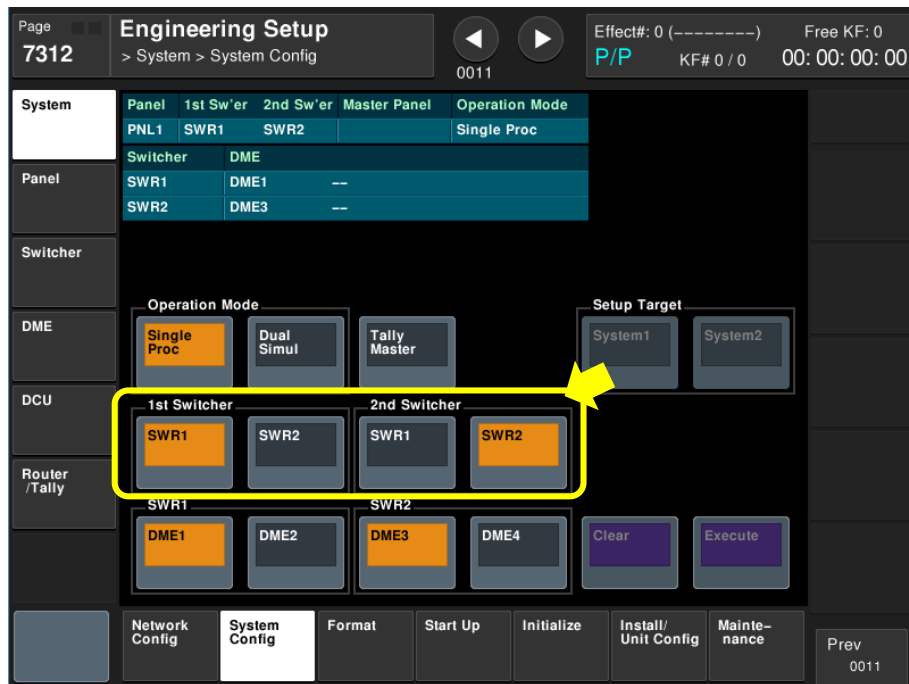 Page
7312
Engineering Setup
> System > System Config
0011
Effect#: 0 (--------)
Free KF: 0
P/P
KF# 0 / 0
00: 00: 00: 00
System
Panel
Switcher
DME
DCU
Router
/Tally
Panel 1st Sw'er 2nd Sw'er Master Panel Operation Mode
PNL1 SWR1 SWR2 Single Proc
Switcher DME
SWR1 DME1 --
SWR2 DME3 --
Operation Mode
Single
Proc
Dual
Simul
Tally
Master
Setup Target
System1
System2
1st Switcher
SWR1
SWR2
2nd Switcher
SWR1
SWR2
SWR1
DME1
DME2
SWR2
DME3
DME4
Clear
Execute
Network
Config
System
Config
Format
Start Up
Initialize
Install/
Unit Config
Mainte–
nance
Prev
0011